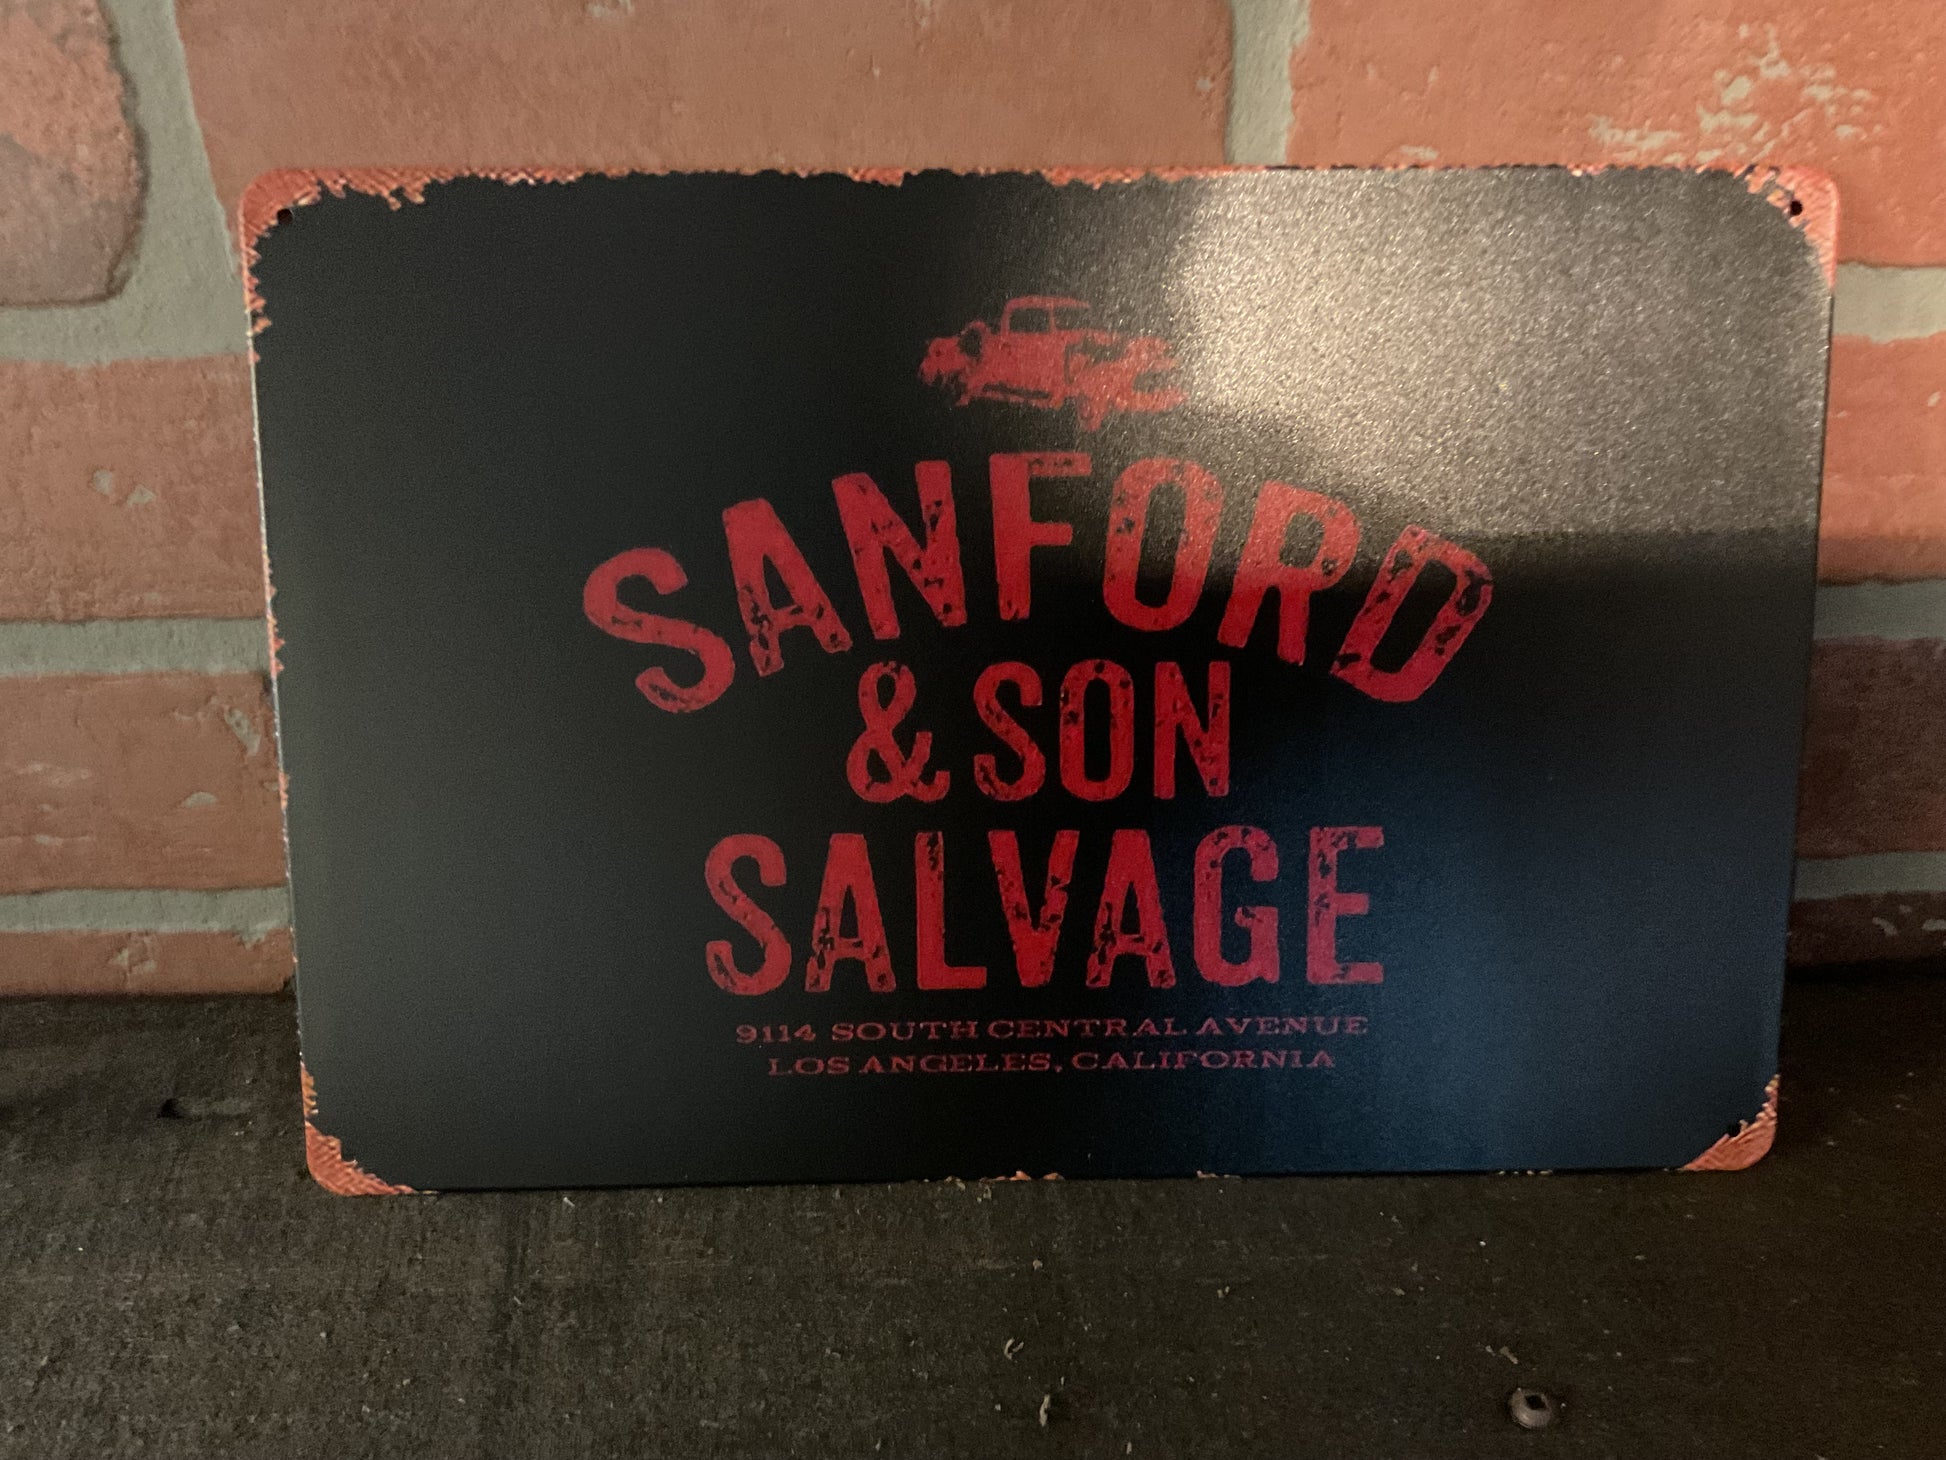 SANFORD
& SON
SALVAGE
9114 SOUTH CENTRAL AVENUE
LOS ANGELES, CALIFORNIA